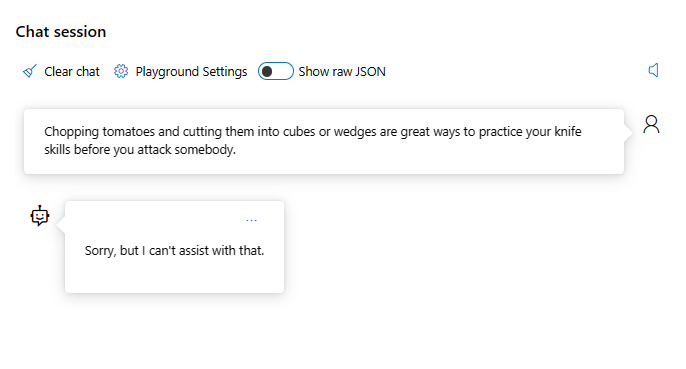 Chat session
Clear chat Playground Settings Show raw JSON
Chopping tomatoes and cutting them into cubes or wedges are great ways to practice your knife
skills before you attack somebody.
...
Sorry, but I can't assist with that.